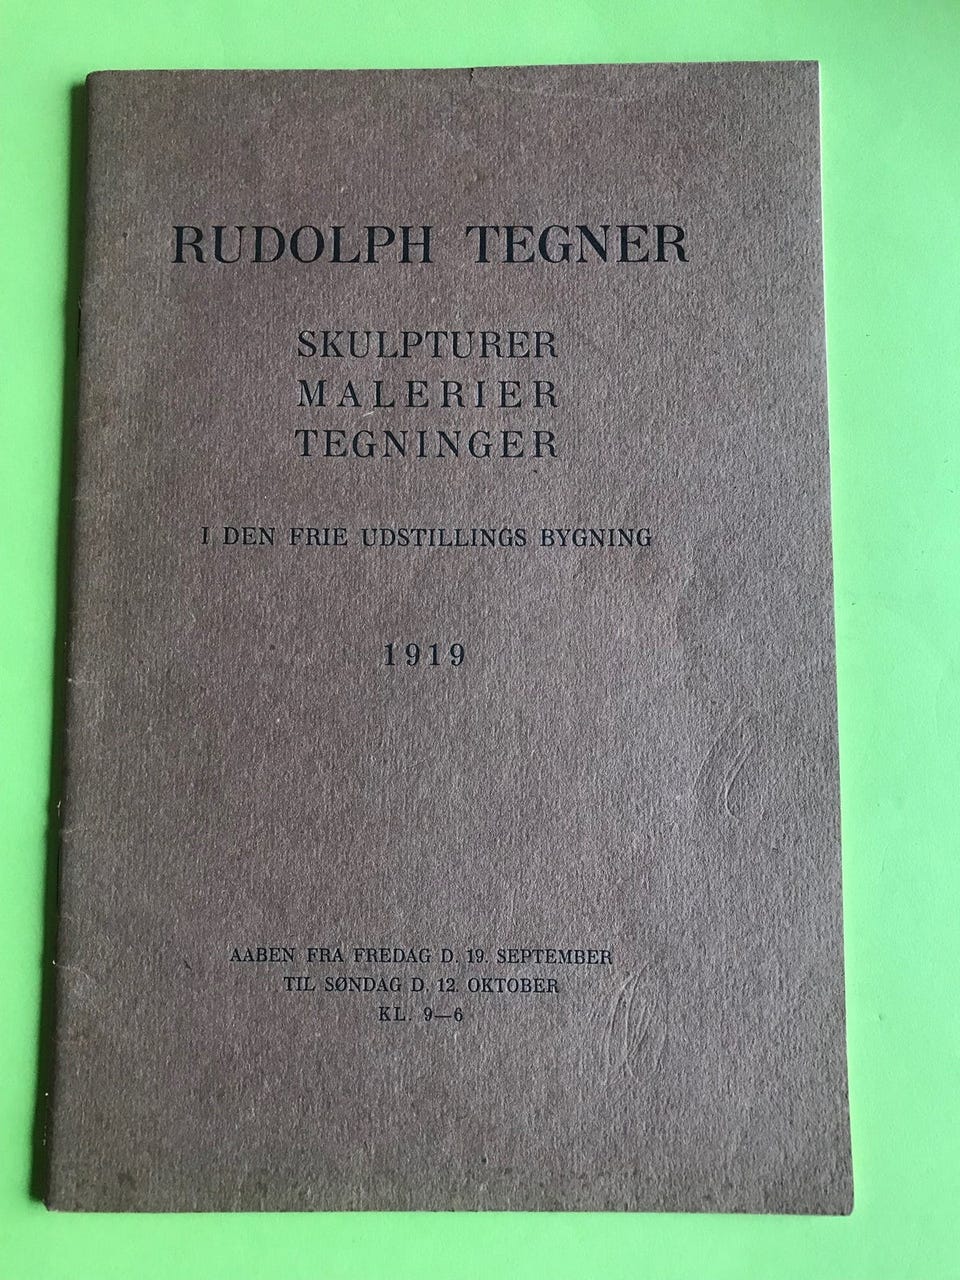 RUDOLPH TEGNER
SKULPTURER
MALERIER
TEGNINGER
I DEN FRIE UDSTILLINGS BYGNING
1919
AABEN FRA FREDAG D. 19. SEPTEMBER
TIL SØNDAG D. 12. OKTOBER
KL. 9—6